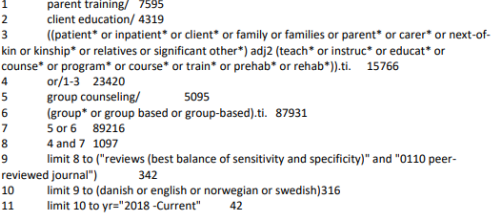 1 parent training/ 7595
2 client education/ 4319
3 ((patient* or inpatient* or client* or family or families or parent* or carer* or next-of-
kin or kinship* or relatives or significant other*) adj2 (teach* or instruc* or educat* or
counse* or program* or course* or train* or prehab* or rehab*)).ti. 15766
4 or/1-3 23420
5 group counseling/ 5095
6 (group* or group based or group-based).ti. 87931
7 5 or 6 89216
8 4 and 7 1097
9 limit 8 to ("reviews (best balance of sensitivity and specificity)" and "0110 peer-
reviewed journal") 342
10 limit 9 to (danish or english or norwegian or swedish)316
11 limit 10 to yr="2018 -Current" 42